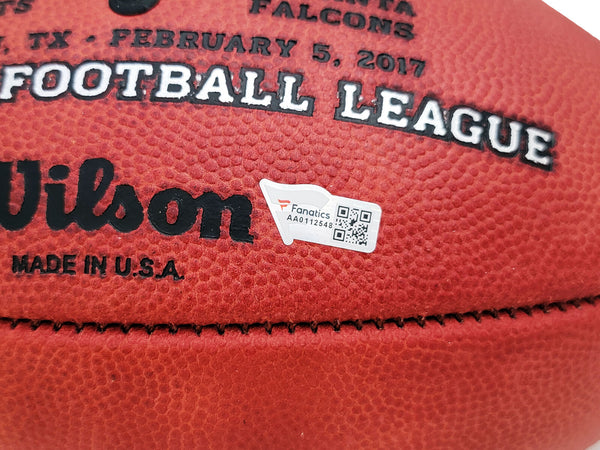 FALCONS
TX - FEBRUARY 5, 2017
FOOTBALL LEAGUE
Wilson
Fanatics
AA0112548
MADE IN U.S.A.